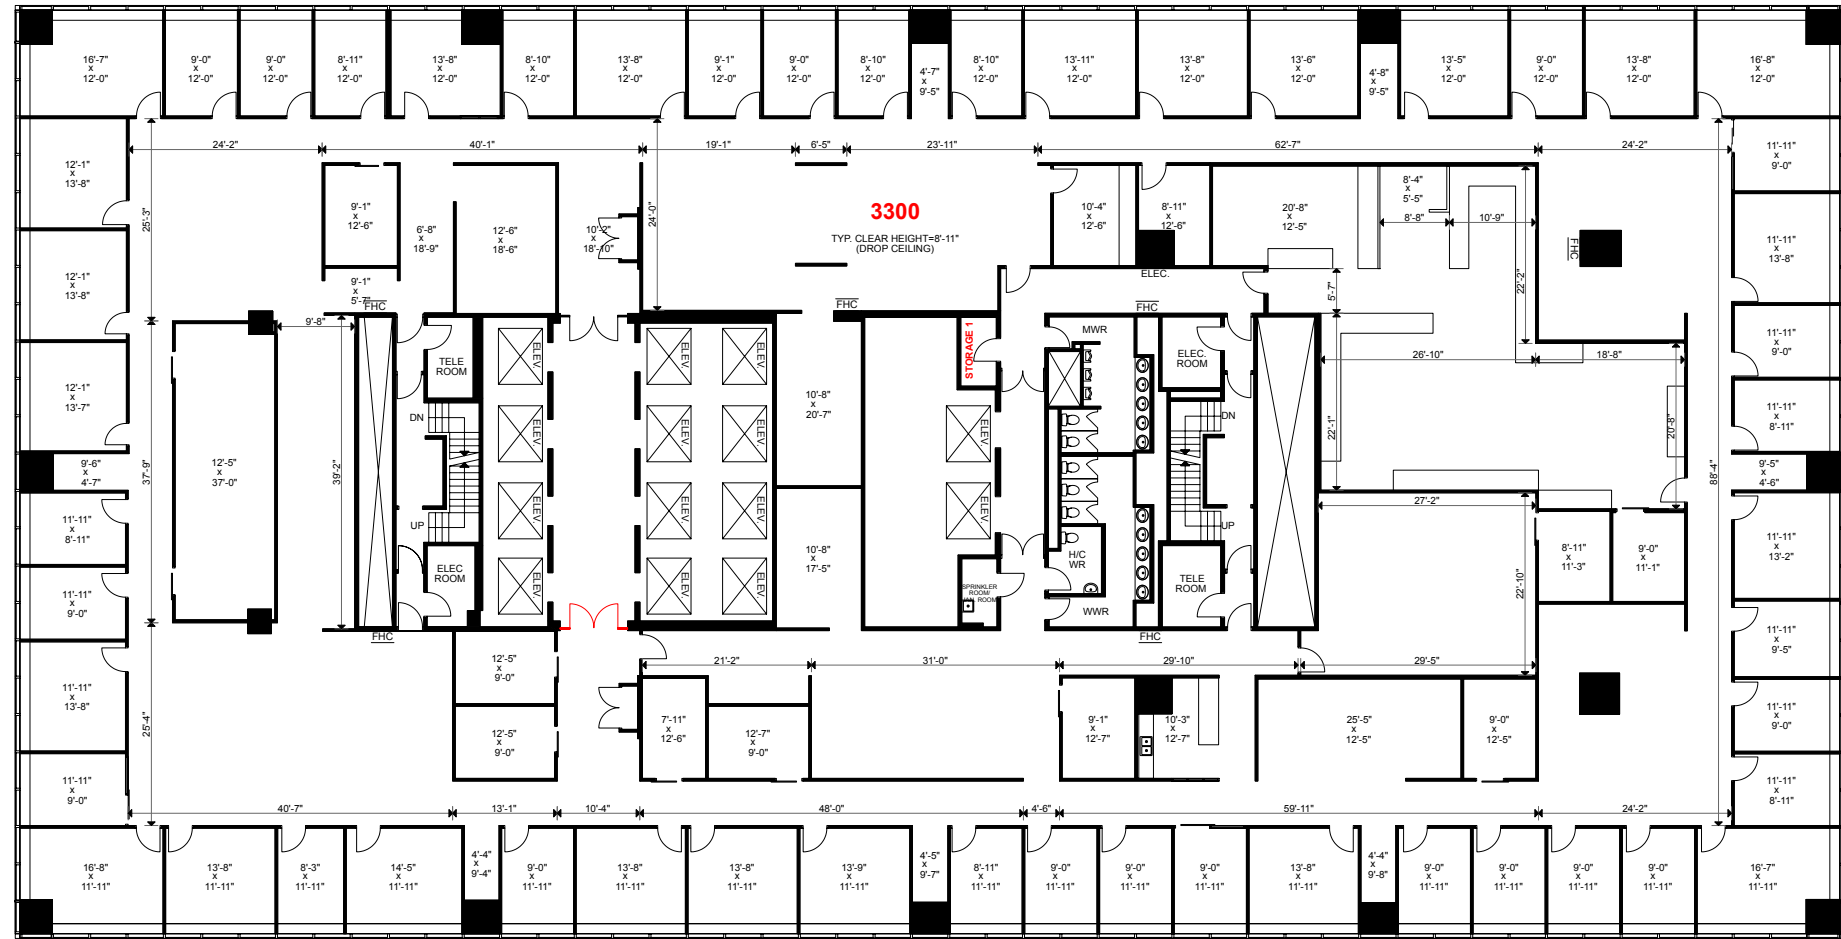 16'-7"
x
12'-0"
9'-0"
x
12'-0"
9'-0"
x
12'-0"
8'-11"
x
12'-0"
13'-8"
x
12'-0"
8'-10"
x
12'-0"
13'-8"
x
12'-0"
9'-1"
x
12'-0"
9'-0"
x
12'-0"
8'-10"
x
12'-0"
4'-7"
x
9'-5"
8'-10"
x
12'-0"
13'-11"
x
12'-0"
13'-8"
x
12'-0"
13'-6"
x
12'-0"
4'-8"
x
9'-5"
13'-5"
x
12'-0"
9'-0"
x
12'-0"
13'-8"
x
12'-0"
16'-8"
x
12'-0"
24'-2"
40'-1"
19'-1"
6'-5"
23'-11"
62'-7"
24'-2"
12'-1"
x
13'-8"
25'-3"
9'-1"
x
12'-6"
6'-8"
x
18'-9"
12'-6"
x
18'-6"
10'-2"
x
18'-10"
24'-0"
3300
TYP. CLEAR HEIGHT=8'-11"
(DROP CEILING)
10'-4"
x
12'-6"
8'-11"
x
12'-6"
20'-8"
x
12'-5"
8'-4"
x
5'-5"
8'-8"
10'-9"
FHC
11'-11"
x
9'-0"
11'-11"
x
13'-8"
12'-1"
x
13'-8"
9'-1"
x
5'-7"
FHC
FHC
ELEC.
FHC
5'-7"
22'-2"
9'-8"
TELE
ROOM
ELEV.
ELEV.
ELEV.
STORAGE 1
MWR
ELEC.
ROOM
26'-10"
18'-8"
11'-11"
x
9'-0"
12'-1"
x
13'-7"
DN
ELEV.
ELEV.
ELEV.
10'-8"
x
20'-7"
ELEV.
DN
22'-1"
20'-8"
11'-11"
x
8'-11"
9'-6"
x
4'-7"
37'-9"
12'-5"
x
37'-0"
39'-2"
88'-4"
9'-5"
x
4'-6"
11'-11"
x
8'-11"
UP
ELEV.
ELEV.
ELEV.
ELEV.
UP
27'-2"
11'-11"
x
13'-2"
ELEC
ROOM
10'-8"
x
17'-5"
H/C
WR
TELE
ROOM
22'-10"
8'-11"
x
11'-3"
9'-0"
x
11'-1"
11'-11"
x
9'-0"
ELEV.
ELEV.
ELEV.
SPRINKLER
ROOM/
JAN. ROOM
WWR
11'-11"
x
9'-5"
FHC
FHC
11'-11"
x
13'-8"
12'-5"
x
9'-0"
21'-2"
31'-0"
29'-10"
29'-5"
25'-4"
12'-5"
x
9'-0"
7'-11"
x
12'-6"
12'-7"
x
9'-0"
9'-1"
x
12'-7"
10'-3"
x
12'-7"
25'-5"
x
12'-5"
9'-0"
x
12'-5"
11'-11"
x
9'-0"
11'-11"
x
9'-0"
11'-11"
x
8'-11"
40'-7"
13'-1"
10'-4"
48'-0"
4'-6"
59'-11"
24'-2"
16'-8"
x
11'-11"
13'-8"
x
11'-11"
8'-3"
x
11'-11"
14'-5"
x
11'-11"
4'-4"
x
9'-4"
9'-0"
x
11'-11"
13'-8"
x
11'-11"
13'-8"
x
11'-11"
13'-9"
x
11'-11"
4'-5"
x
9'-7"
8'-11"
x
11'-11"
9'-0"
x
11'-11"
9'-0"
x
11'-11"
9'-0"
x
11'-11"
13'-8"
x
11'-11"
4'-4"
x
9'-8"
9'-0"
x
11'-11"
9'-0"
x
11'-11"
9'-0"
x
11'-11"
9'-0"
x
11'-11"
16'-7"
x
11'-11"